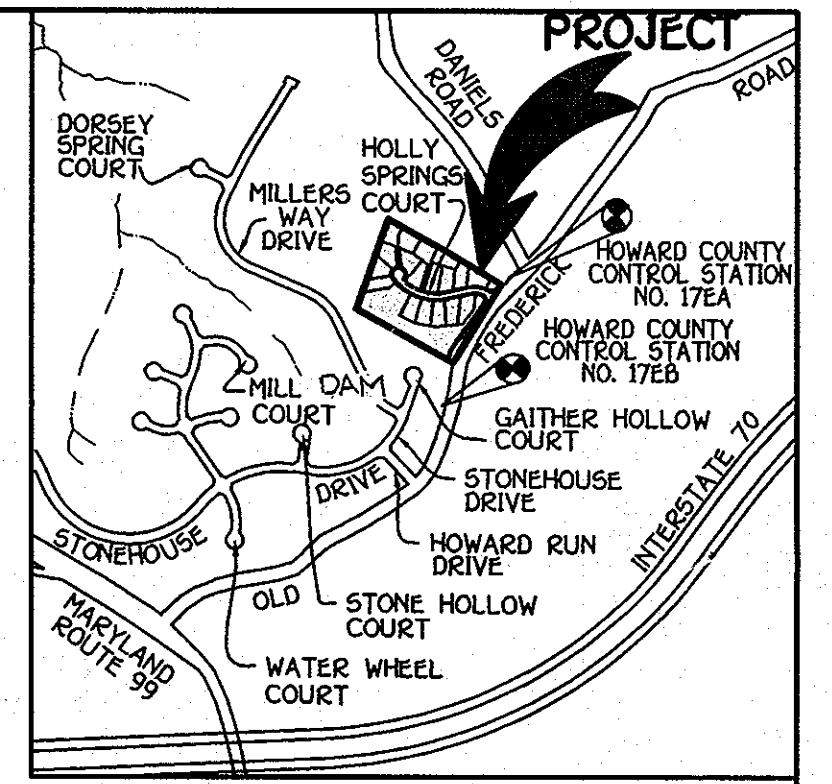 PROJECT
DANIELS
ROAD
ROAD
DORSEY
SPRING
COURT
HOLLY
SPRINGS
COURT
MILLERS
WAY
DRIVE
HOWARD COUNTY
CONTROL STATION
NO. 17EA
FREDERICK
HOWARD COUNTY
CONTROL STATION
NO. 17EB
MILL DAM
COURT
GAITHER HOLLOW
COURT
INTERSTATE 70
STONEHOUSE
DRIVE
STONEHOUSE
DRIVE
HOWARD RUN
DRIVE
OLD
STONE HOLLOW
COURT
MARYLAND
ROUTE 99
WATER WHEEL
COURT